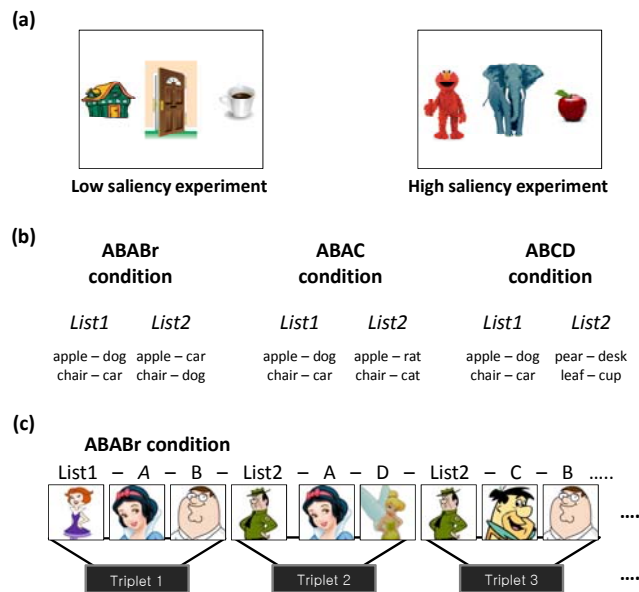 (a)
Low saliency experiment
High saliency experiment
(b)
ABABr
condition
List1 List2
apple – dog apple – car
chair – car chair – dog
ABAC
condition
List1 List2
apple – dog apple – rat
chair – car chair – cat
ABCD
condition
List1 List2
apple – dog pear – desk
chair – car leaf – cup
(c)
ABABr condition
List1 – A – B – List2 – A – D – List2 – C – B .....
....
Triplet 1 Triplet 2 Triplet 3 ....